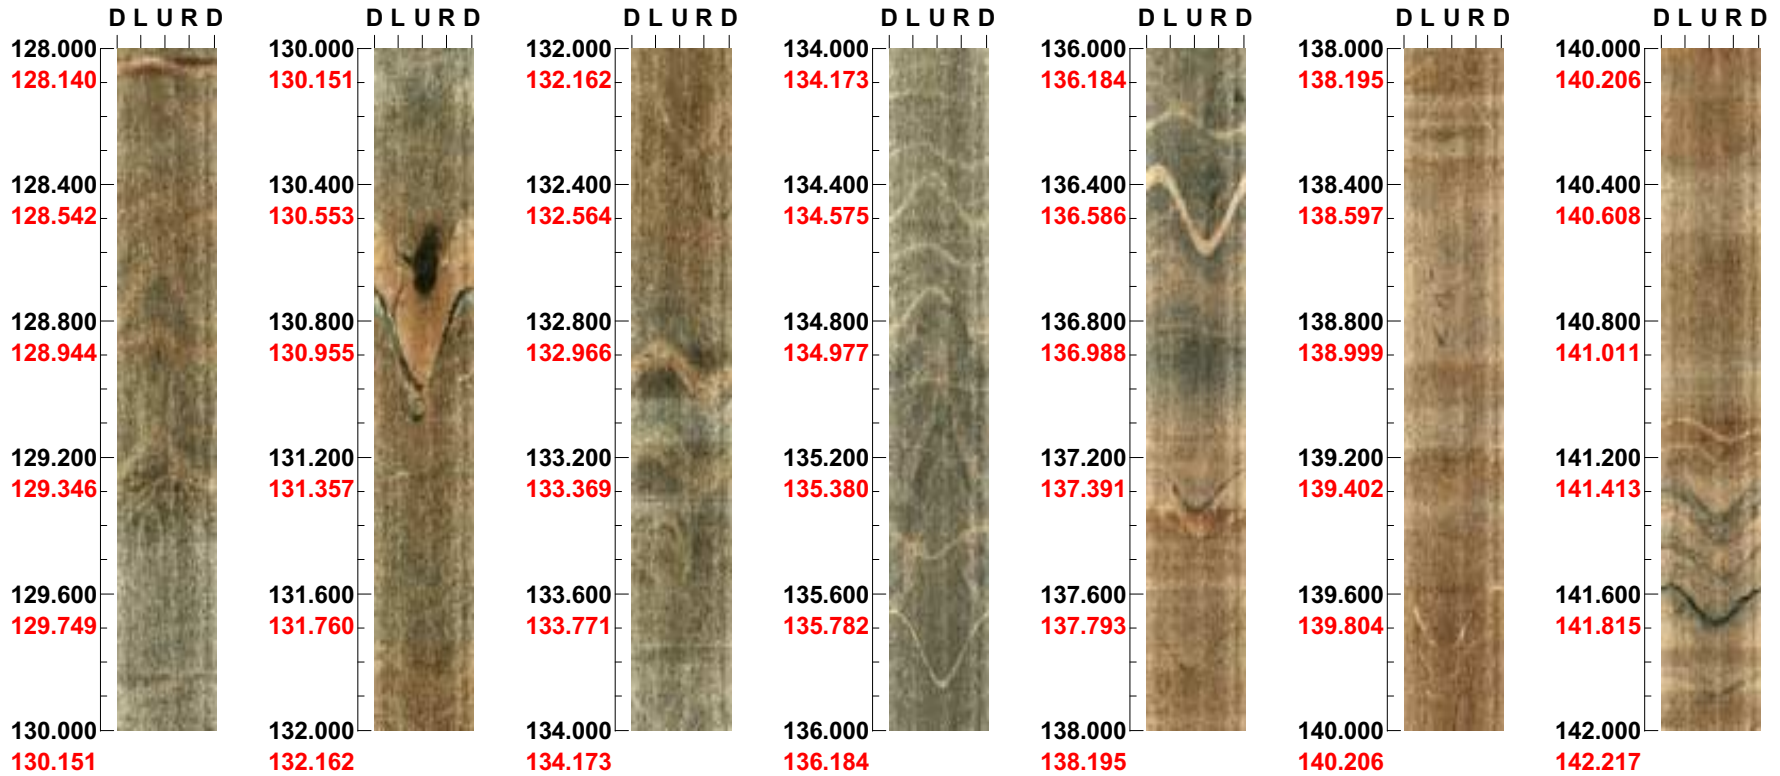 D L U R D D L U R D D L U R D D L U R D D L U R D D L U R D D L U R D
128.000 130.000 132.000 134.000 136.000 138.000 140.000
128.140 130.151 132.162 134.173 136.184 138.195 140.206
128.400 130.400 132.400 134.400 136.400 138.400 140.400
128.542 130.553 132.564 134.575 136.586 138.597 140.608
128.800 130.800 132.800 134.800 136.800 138.800 140.800
128.944 130.955 132.966 134.977 136.988 138.999 141.011
129.200 131.200 133.200 135.200 137.200 139.200 141.200
129.346 131.357 133.369 135.380 137.391 139.402 141.413
129.600 131.600 133.600 135.600 137.600 139.600 141.600
129.749 131.760 133.771 135.782 137.793 139.804 141.815
130.000 132.000 134.000 136.000 138.000 140.000 142.000
130.151 132.162 134.173 136.184 138.195 140.206 142.217